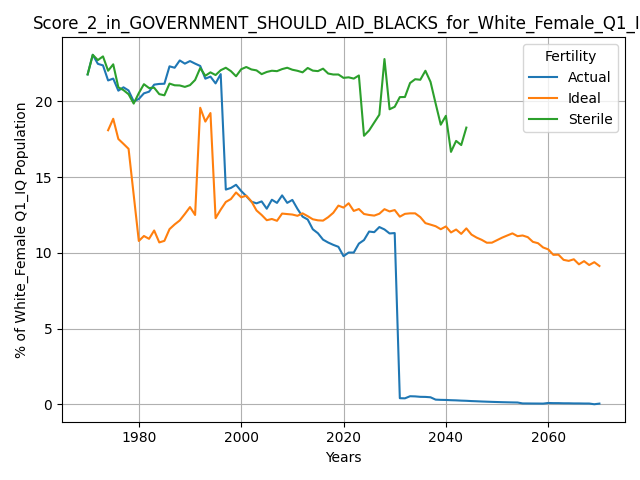 Score_2_in_GOVERNMENT_SHOULD_AID_BLACKS_for_White_Female_Q1_I
Fertility
Actual
Ideal
Sterile
% of White_Female Q1_IQ Population
20
15
10
5
0
1980 2000 2020 2040 2060
Years